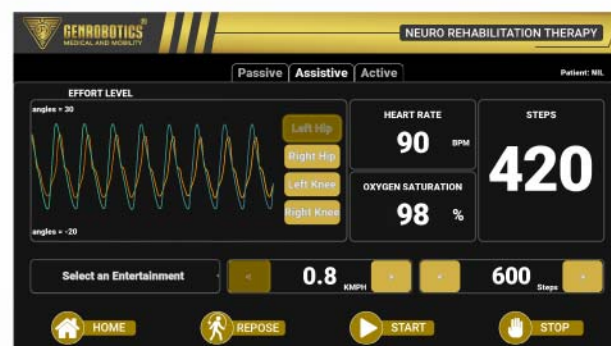 GENROBOTICS®
MEDICAL AND MOBILITY
NEURO REHABILITATION THERAPY
Passive
Assistive
Active
Patient: NIL
EFFORT LEVEL
angles = 30
angles = -20
Left Hip
Right Hip
Left Knee
Right Knee
HEART RATE
90 BPM
OXYGEN SATURATION
98 %
STEPS
420
Select an Entertainment
<
0.8 KMPH
600 Steps
HOME
REPOSE
START
STOP